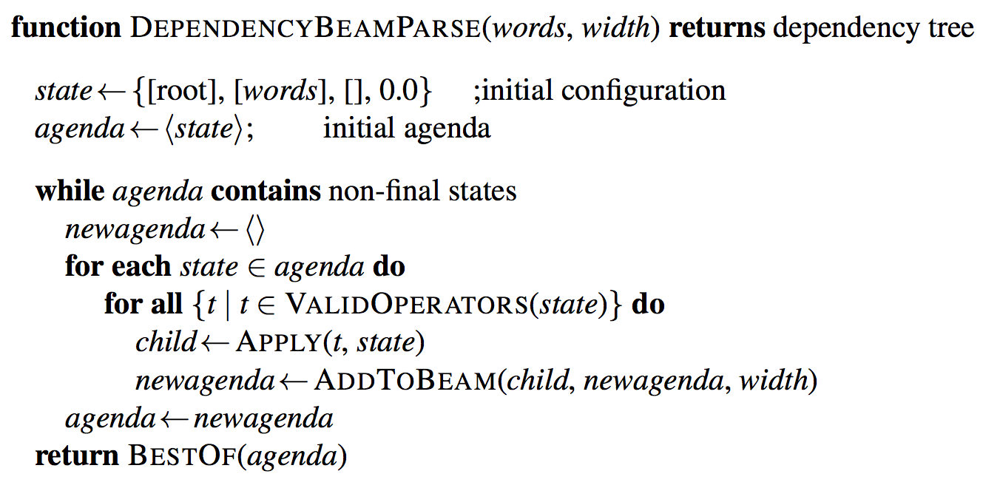 function DEPENDENCYBEAMPARSE(words, width) returns dependency tree
state ← {[root], [words], [], 0.0} ;initial configuration
agenda ← ⟨state⟩; initial agenda
while agenda contains non-final states
newagenda ← ⟨⟩
for each state ∈ agenda do
for all {t | t ∈ VALIDOPERATORS(state)} do
child ← APPLY(t, state)
newagenda ← ADDTOBEAM(child, newagenda, width)
agenda ← newagenda
return BESTOF(agenda)